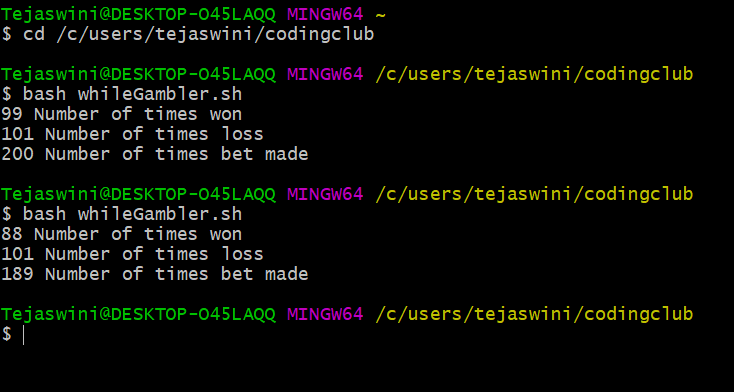 Tejaswini@DESKTOP-O45LAQQ MINGW64 ~
$ cd /c/users/tejaswini/codingclub
Tejaswini@DESKTOP-O45LAQQ MINGW64 /c/users/tejaswini/codingclub
$ bash whileGambler.sh
99 Number of times won
101 Number of times loss
200 Number of times bet made
Tejaswini@DESKTOP-O45LAQQ MINGW64 /c/users/tejaswini/codingclub
$ bash whileGambler.sh
88 Number of times won
101 Number of times loss
189 Number of times bet made
Tejaswini@DESKTOP-O45LAQQ MINGW64 /c/users/tejaswini/codingclub
$